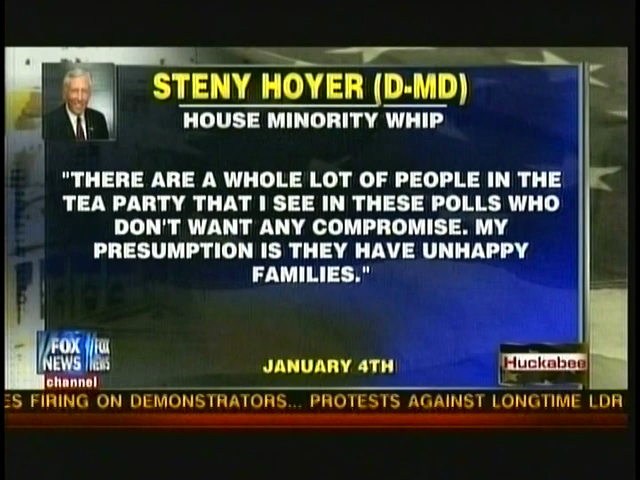 STENY HOYER (D-MD)
HOUSE MINORITY WHIP
"THERE ARE A WHOLE LOT OF PEOPLE IN THE
TEA PARTY THAT I SEE IN THESE POLLS WHO
DON'T WANT ANY COMPROMISE. MY
PRESUMPTION IS THEY HAVE UNHAPPY
FAMILIES."
JANUARY 4TH
FOX
NEWS
channel
FOX
NEWS
Huckabee
ES FIRING ON DEMONSTRATORS... PROTESTS AGAINST LONGTIME LDR